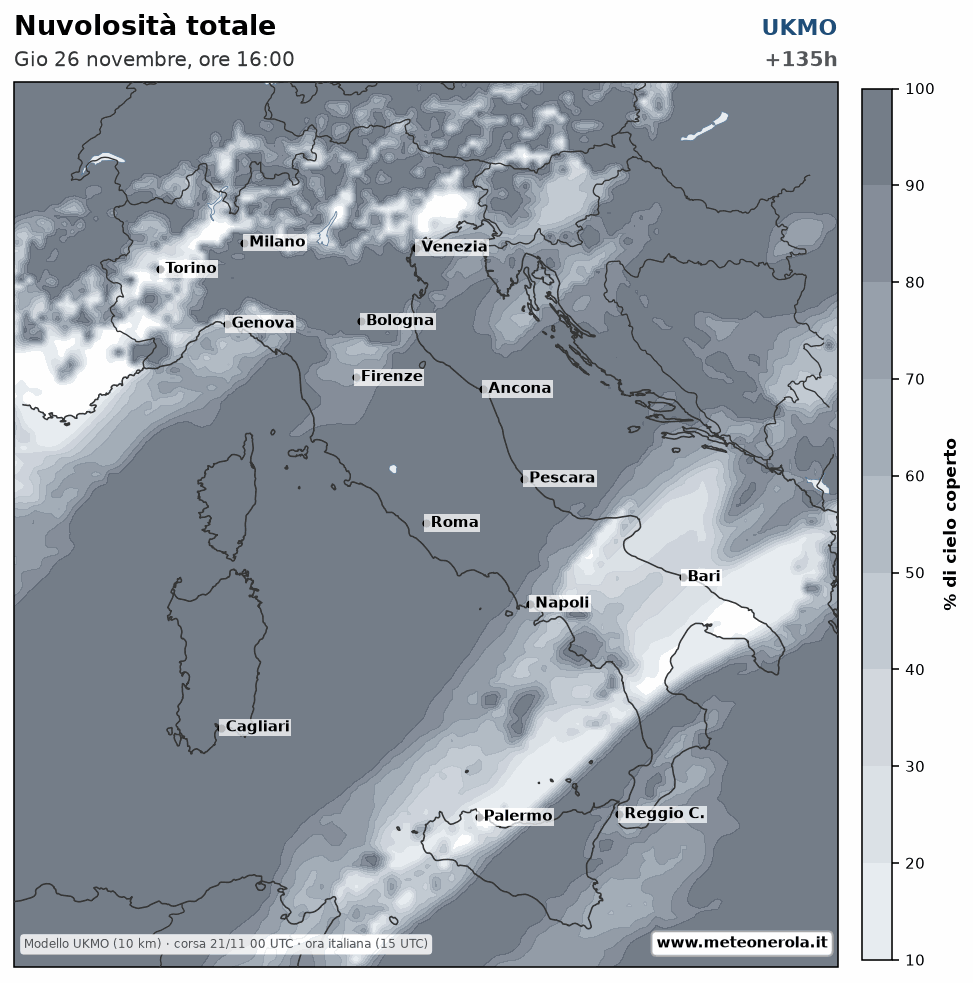 Nuvolosità totale
UKMO
Gio 26 novembre, ore 16:00
+135h
100
90
80
70
60
50
40
30
20
10
% di cielo coperto
Milano
Venezia
Torino
Genova
Bologna
Firenze
Ancona
Pescara
Roma
Bari
Napoli
Cagliari
Palermo
Reggio C.
Modello UKMO (10 km) · corsa 21/11 00 UTC · ora italiana (15 UTC)
www.meteonerola.it